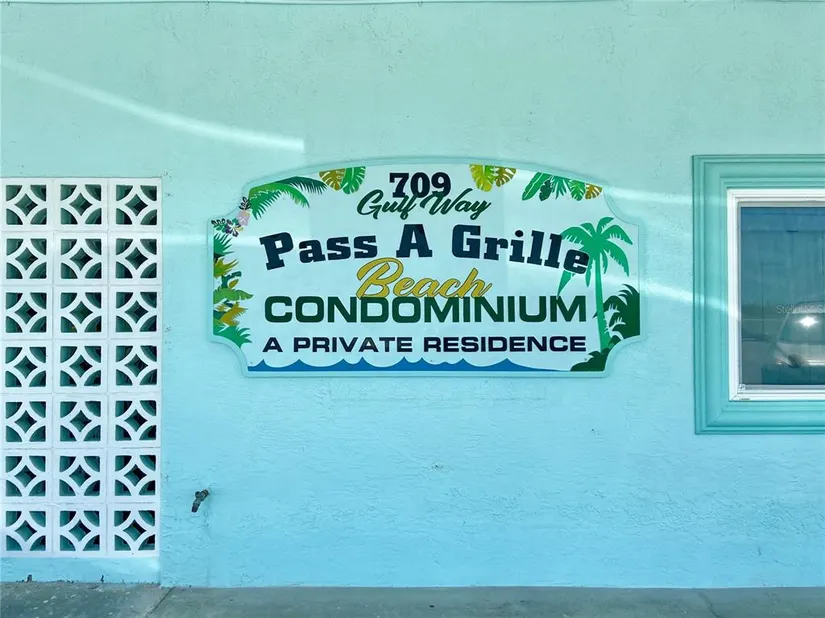 709
Gulf Way
Pass A Grille
Beach
CONDOMINIUM
A PRIVATE RESIDENCE